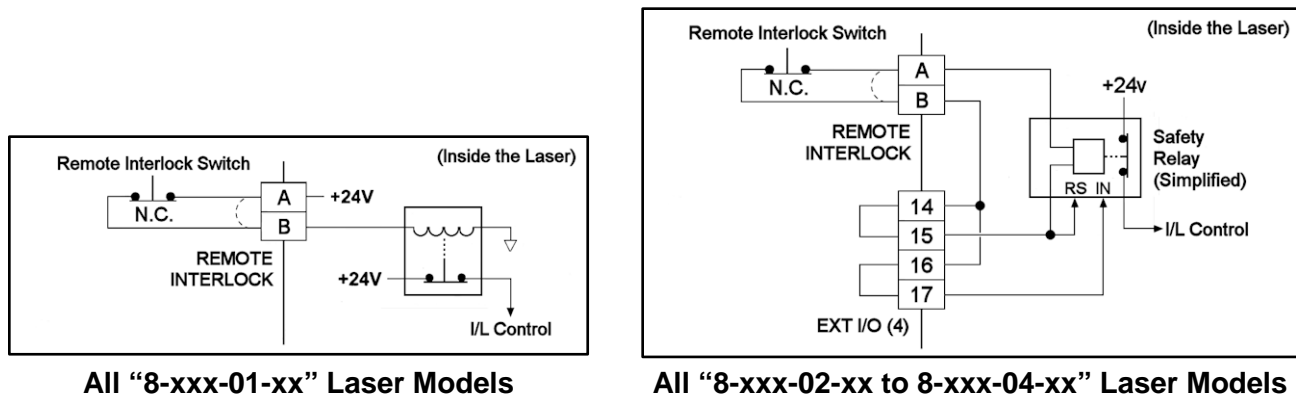 Remote Interlock Switch
(Inside the Laser)
N.C.
A
+24V
B
REMOTE
INTERLOCK
+24V
I/L Control
All “8-xxx-01-xx” Laser Models
Remote Interlock Switch
(Inside the Laser)
N.C.
A
B
+24v
REMOTE
INTERLOCK
Safety
Relay
(Simplified)
RS IN
14
15
16
17
I/L Control
EXT I/O (4)
All “8-xxx-02-xx to 8-xxx-04-xx” Laser Models